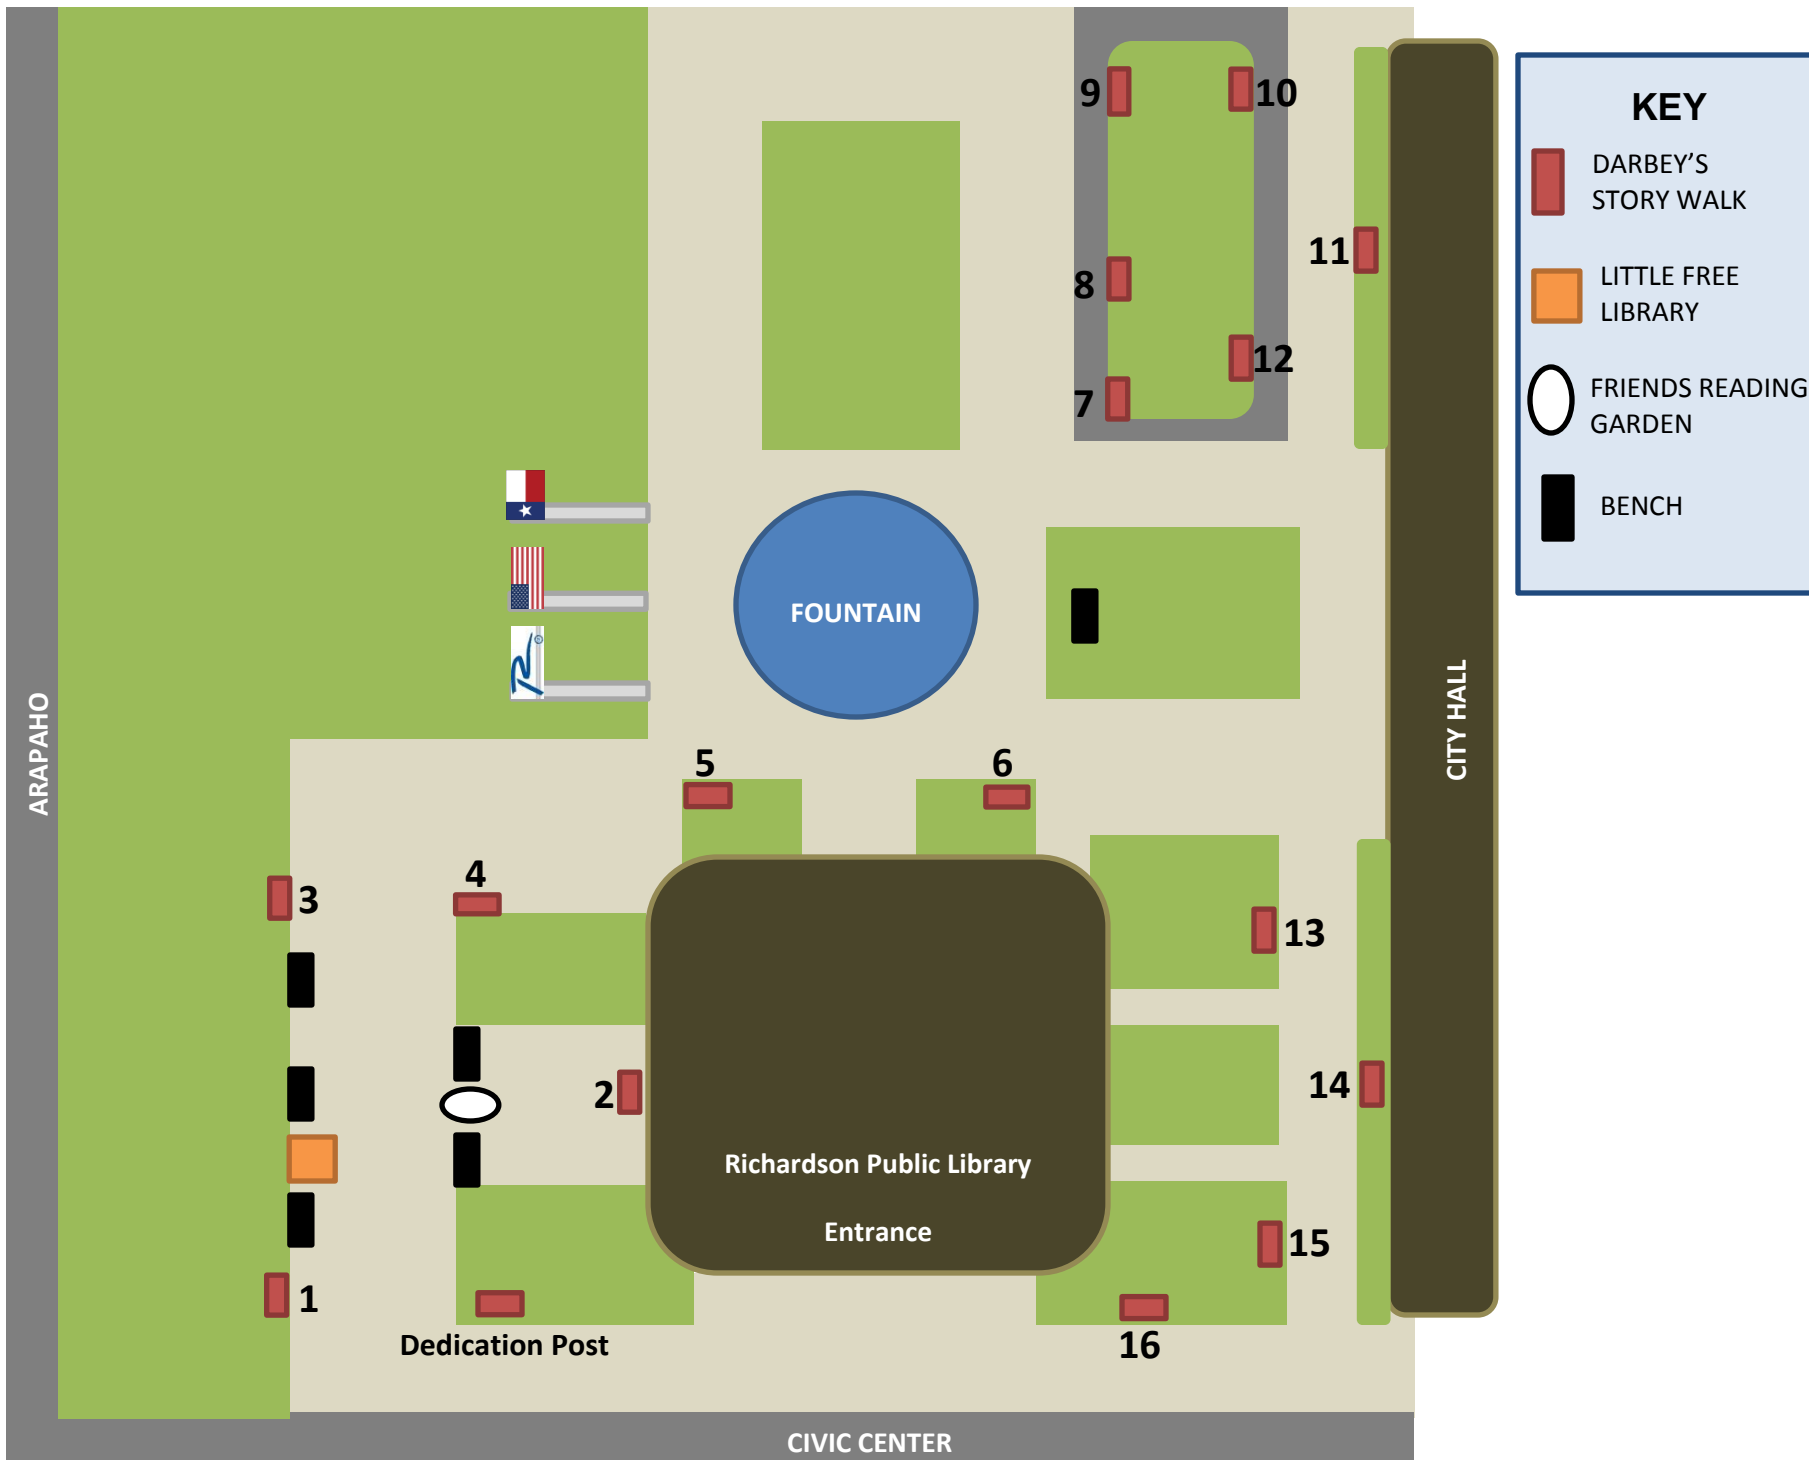 KEY
DARBEY'S
STORY WALK
LITTLE FREE
LIBRARY
FRIENDS READING
GARDEN
BENCH
9
10
11
8
12
7
FOUNTAIN
R
ARAPAHO
CITY HALL
5
6
4
3
13
2
14
Richardson Public Library
Entrance
15
1
Dedication Post
16
CIVIC CENTER